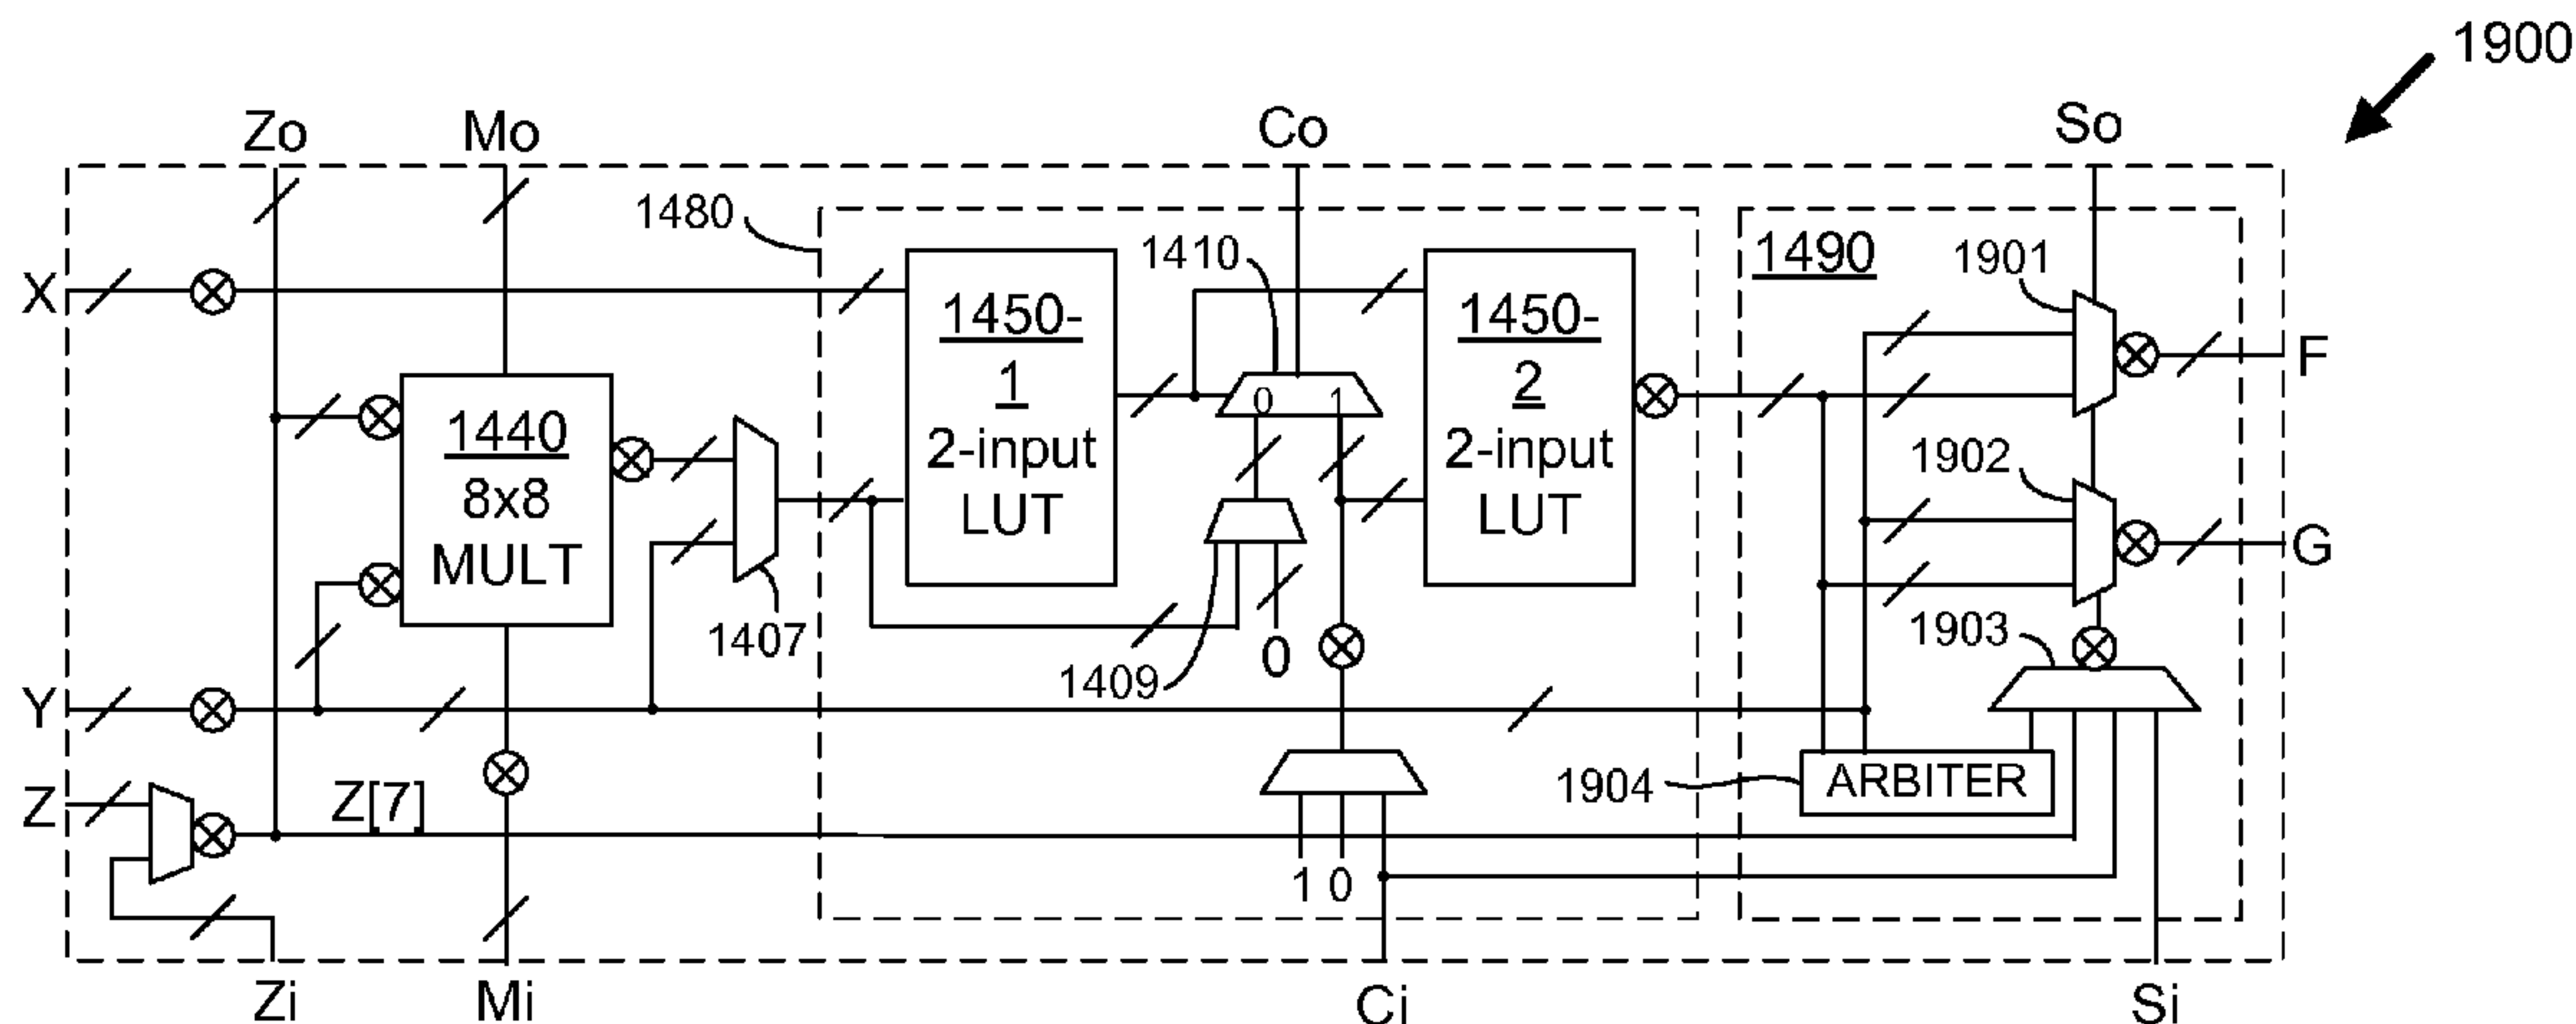 1900
Zo
Mo
Co
So
1480
1410
1490
1901
X
1450-
1
2-input
LUT
1450-
2
2-input
LUT
F
1440
8x8
MULT
0
1
1902
G
1407
1409
0
1903
Y
Z
Z[7]
1904
ARBITER
1 0
Zi
Mi
Ci
Si